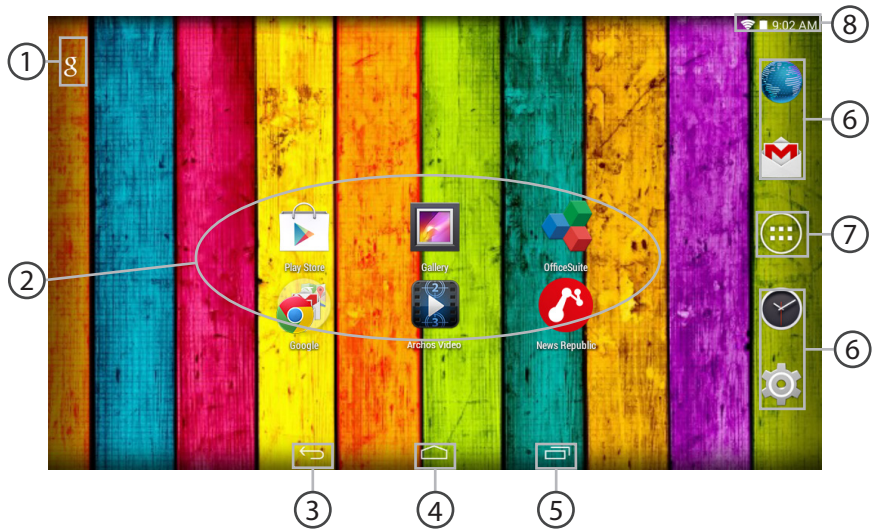 8
9:02 AM
1
g
6
7
2
Play Store
Gallery
OfficeSuite
2
3
Google
Archos Video
News Republic
6
3
4
5